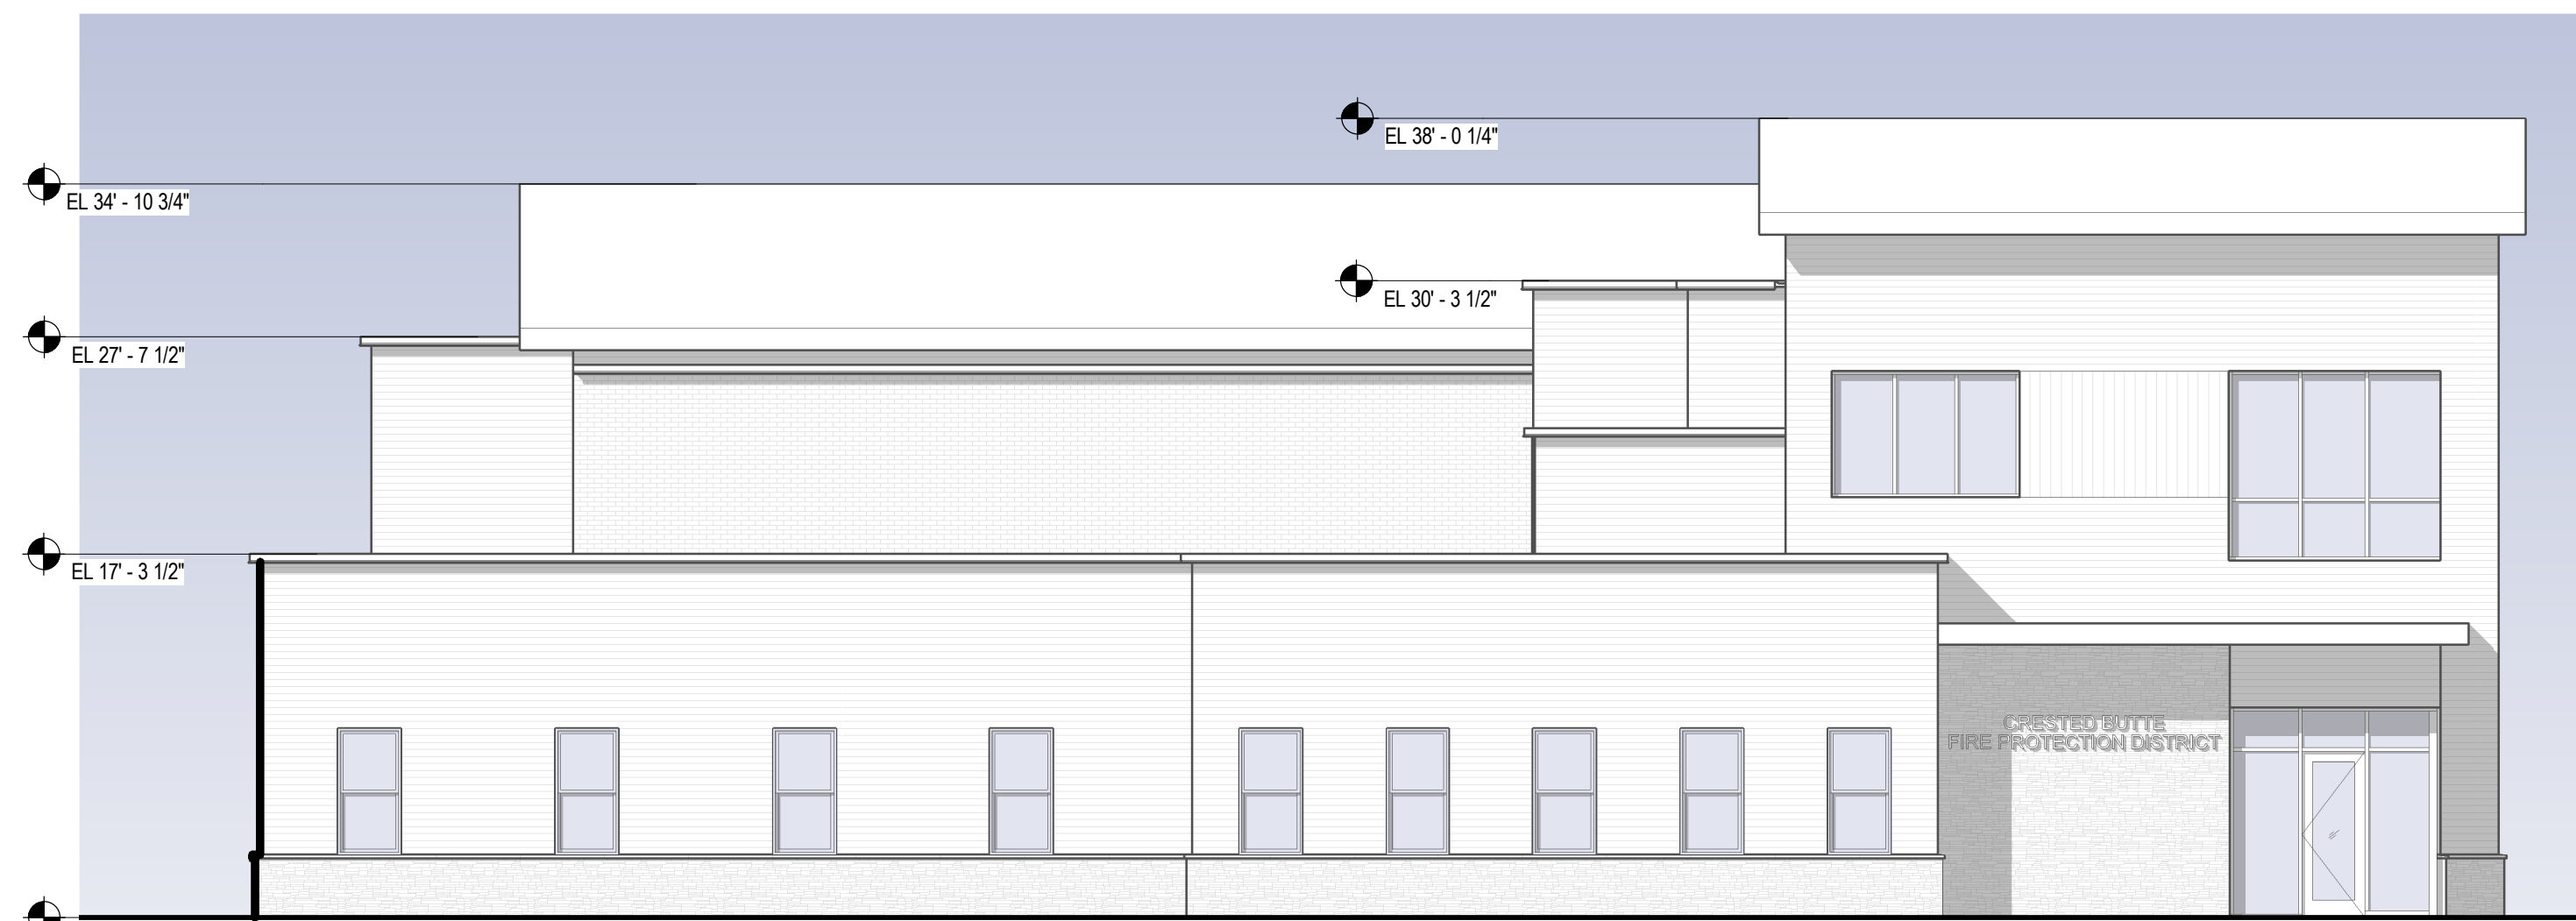 EL 38' - 0 1/4"
EL 34' - 10 3/4"
EL 30' - 3 1/2"
EL 27' - 7 1/2"
EL 17' - 3 1/2"
CRESTED BUTTE
FIRE PROTECTION DISTRICT